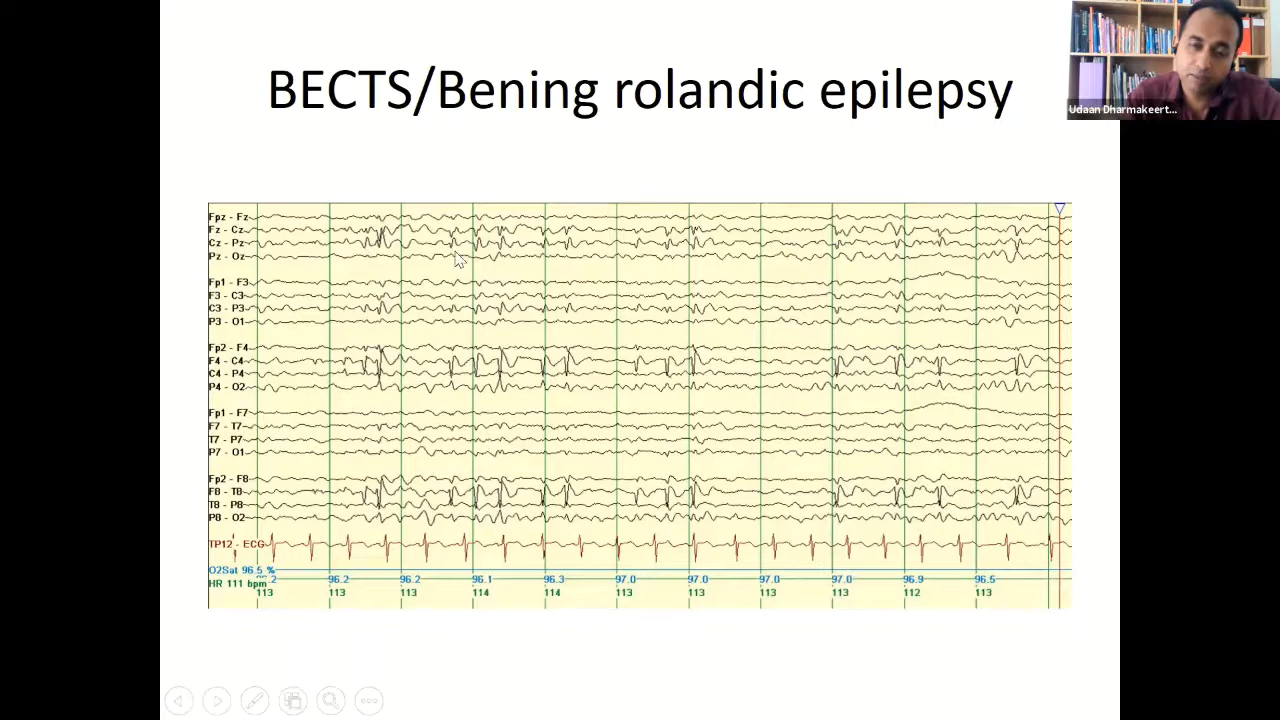 BECTS/Bening rolandic epilepsy
Udaan Dharmakeert...
Fpz - Fz
Fz - Cz
Cz - Pz
Pz - Oz
Fp1 - F3
F3 - C3
C3 - P3
P3 - O1
Fp2 - F4
F4 - C4
C4 - P4
P4 - O2
Fp1 - F7
F7 - T7
T7 - P7
P7 - O1
Fp2 - F8
F8 - T8
T8 - P8
P8 - O2
TP12 - ECG
O2Sat 96.5 %
HR 111 bpm 96.2 96.2 96.2 96.1 96.3 97.0 97.0 97.0 97.0 96.9 96.5
113 113 113 114 114 113 113 113 113 112 113